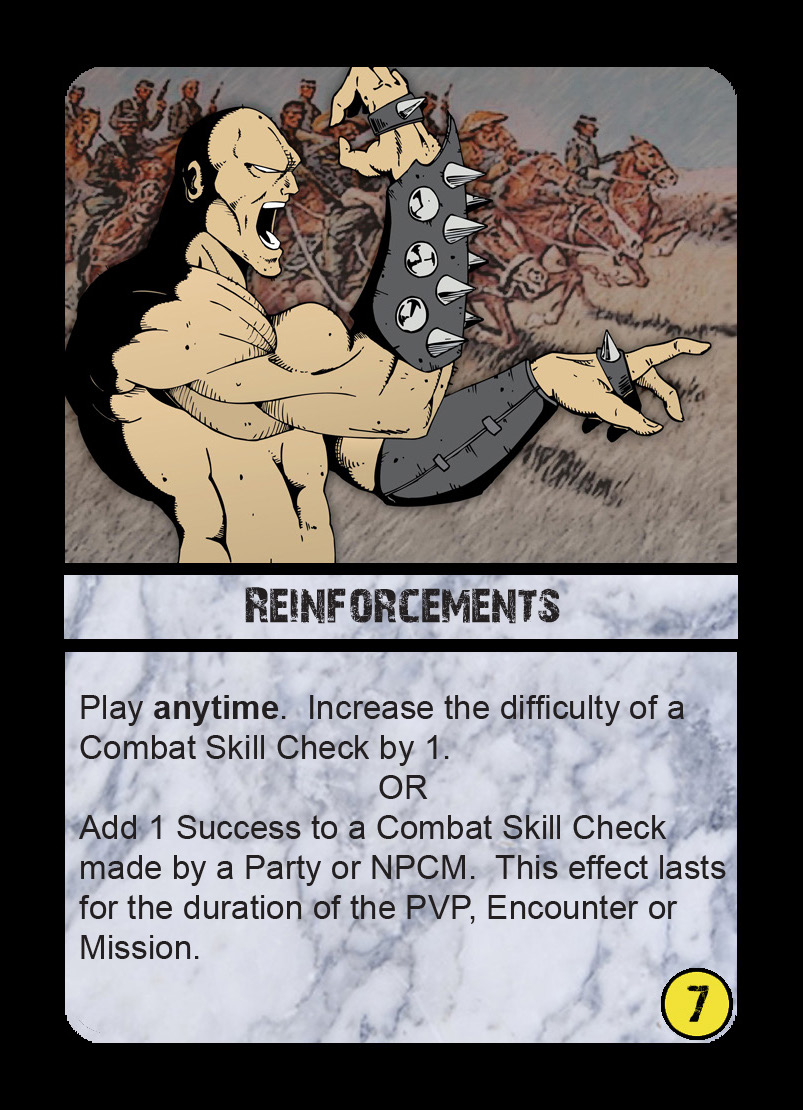 REINFORCEMENTS
Play anytime.  Increase the difficulty of a
Combat Skill Check by 1.
OR
Add 1 Success to a Combat Skill Check
made by a Party or NPCM.  This effect lasts
for the duration of the PVP, Encounter or
Mission.
7